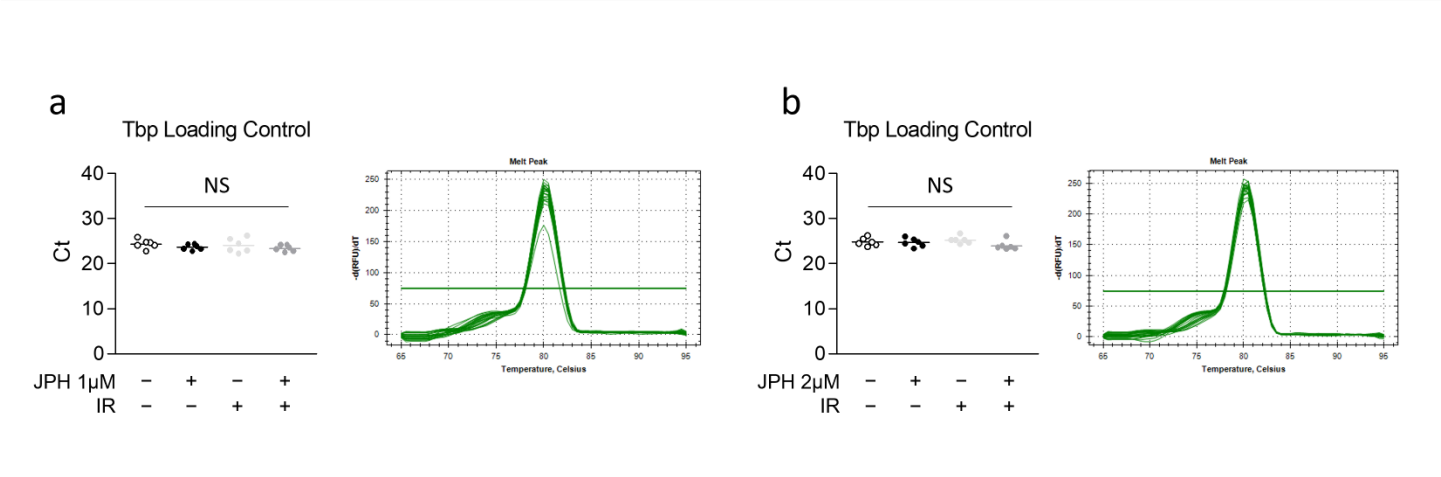 a
Tbp Loading Control
40
30
20
10
0
Ct
NS
JPH 1µM − + − +
IR − − + +
Melt Peak
250
200
150
100
50
0
-d(RFU)/dT
65 70 75 80 85 90 95
Temperature, Celsius
b
Tbp Loading Control
40
30
20
10
0
Ct
NS
JPH 2µM − + − +
IR − − + +
Melt Peak
250
200
150
100
50
0
-d(RFU)/dT
65 70 75 80 85 90 95
Temperature, Celsius